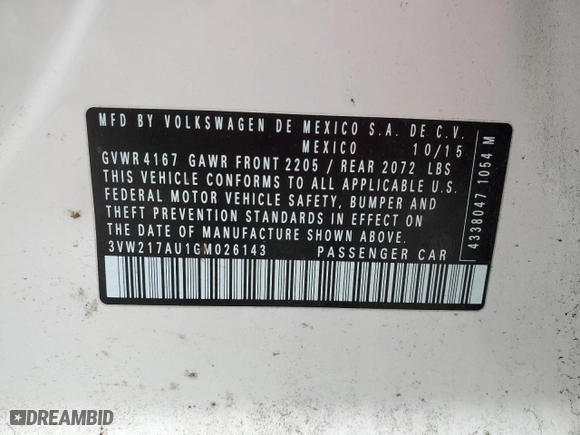 MFD BY VOLKSWAGEN DE MEXICO S.A. DE C.V.
MEXICO 10/15
GVWR 4167 GAWR FRONT 2205 / REAR 2072 LBS
THIS VEHICLE CONFORMS TO ALL APPLICABLE U.S.
FEDERAL MOTOR VEHICLE SAFETY, BUMPER AND
THEFT PREVENTION STANDARDS IN EFFECT ON
THE DATE OF MANUFACTURE SHOWN ABOVE.
3VW217AU1GM026143 PASSENGER CAR
43380471054 M
DREAMBID